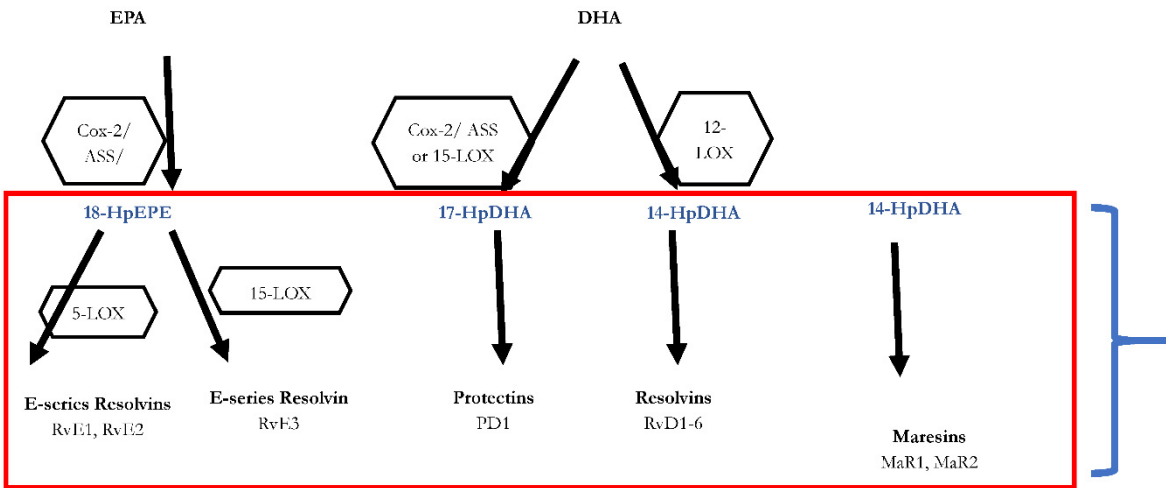 EPA
DHA
Cox-2/
ASS/
Cox-2/ ASS
or 15-LOX
12-
LOX
18-HpEPE
17-HpDHA
14-HpDHA
14-HpDHA
5-LOX
15-LOX
E-series Resolvins
RvE1, RvE2
E-series Resolvin
RvE3
Protectins
PD1
Resolvins
RvD1-6
Maresins
MaR1, MaR2